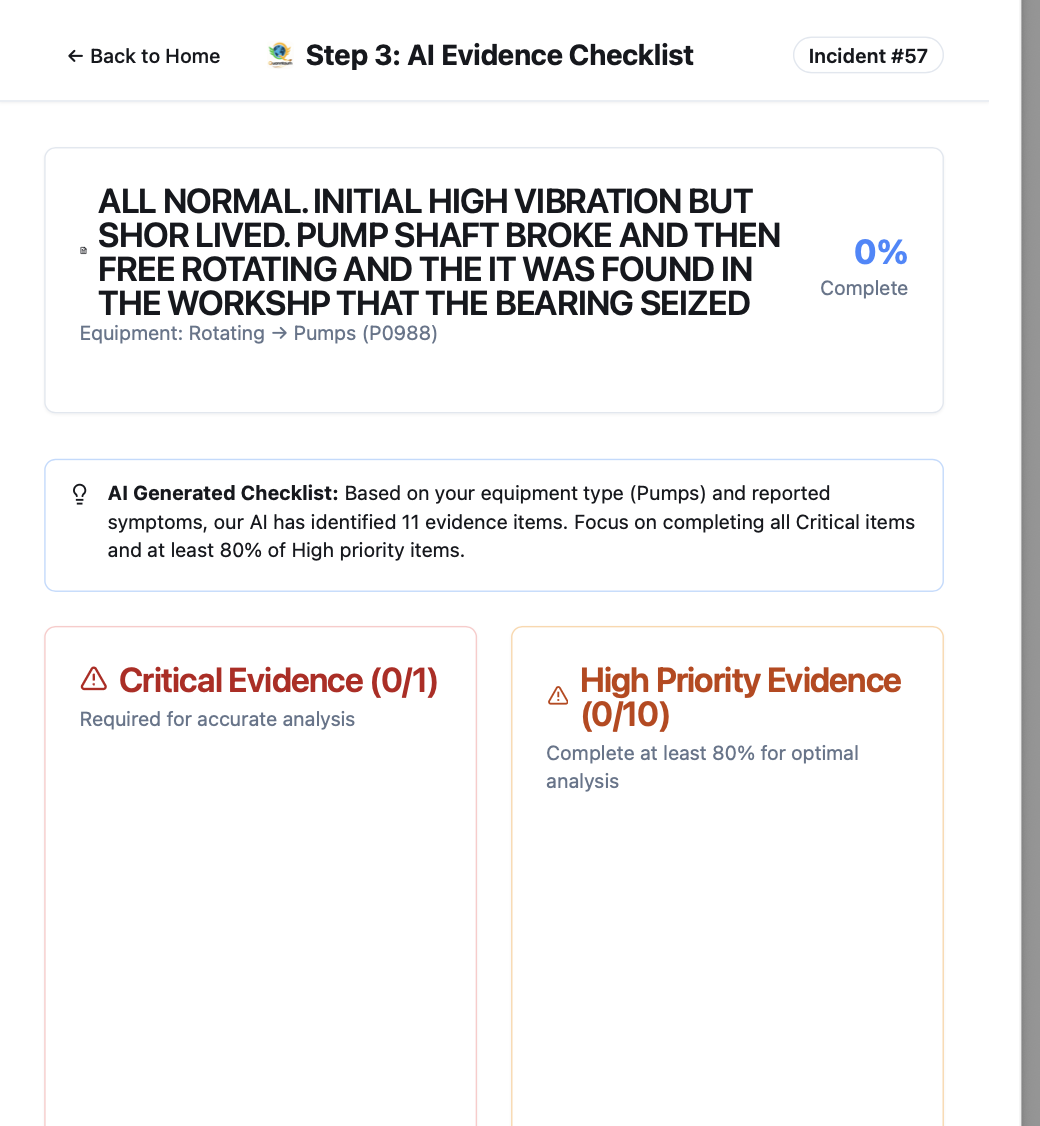 ← Back to Home
Step 3: AI Evidence Checklist
Incident #57
ALL NORMAL. INITIAL HIGH VIBRATION BUT
SHOR LIVED. PUMP SHAFT BROKE AND THEN
FREE ROTATING AND THE IT WAS FOUND IN
THE WORKSHP THAT THE BEARING SEIZED
0%
Complete
Equipment: Rotating → Pumps (P0988)
AI Generated Checklist: Based on your equipment type (Pumps) and reported
symptoms, our AI has identified 11 evidence items. Focus on completing all Critical items
and at least 80% of High priority items.
Critical Evidence (0/1)
Required for accurate analysis
High Priority Evidence
(0/10)
Complete at least 80% for optimal
analysis